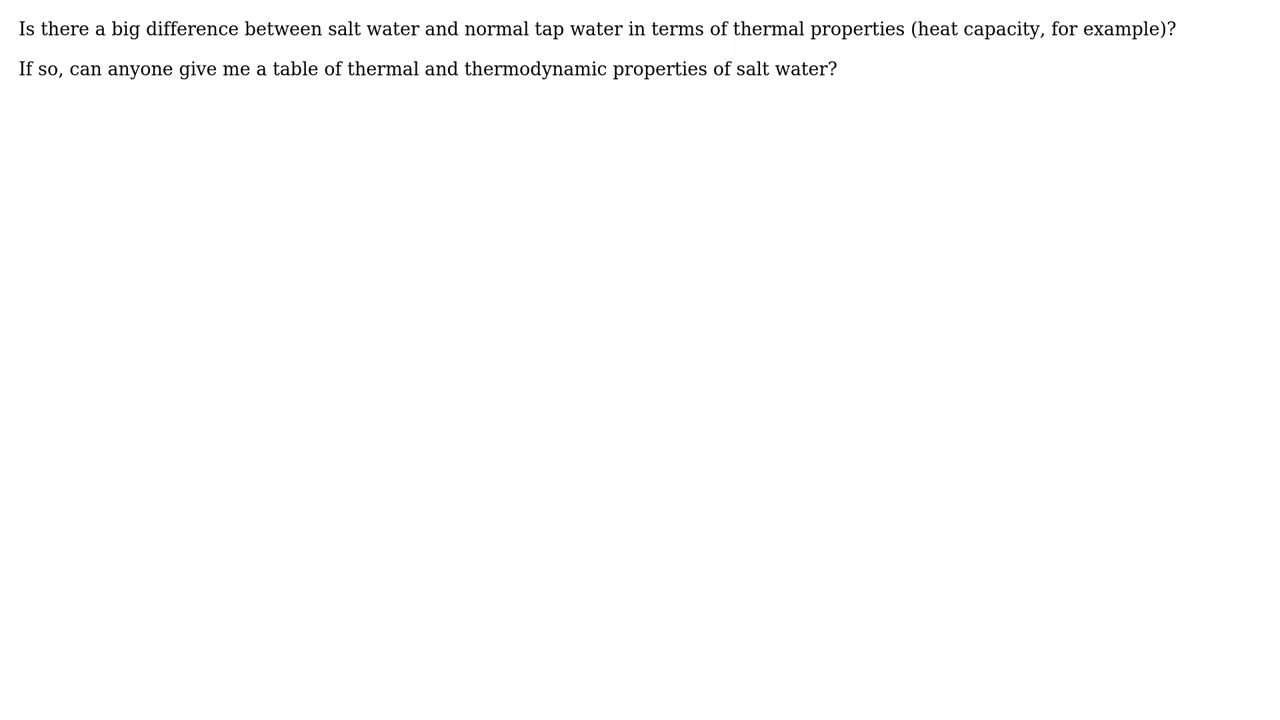 Is there a big difference between salt water and normal tap water in terms of thermal properties (heat capacity, for example)?
If so, can anyone give me a table of thermal and thermodynamic properties of salt water?